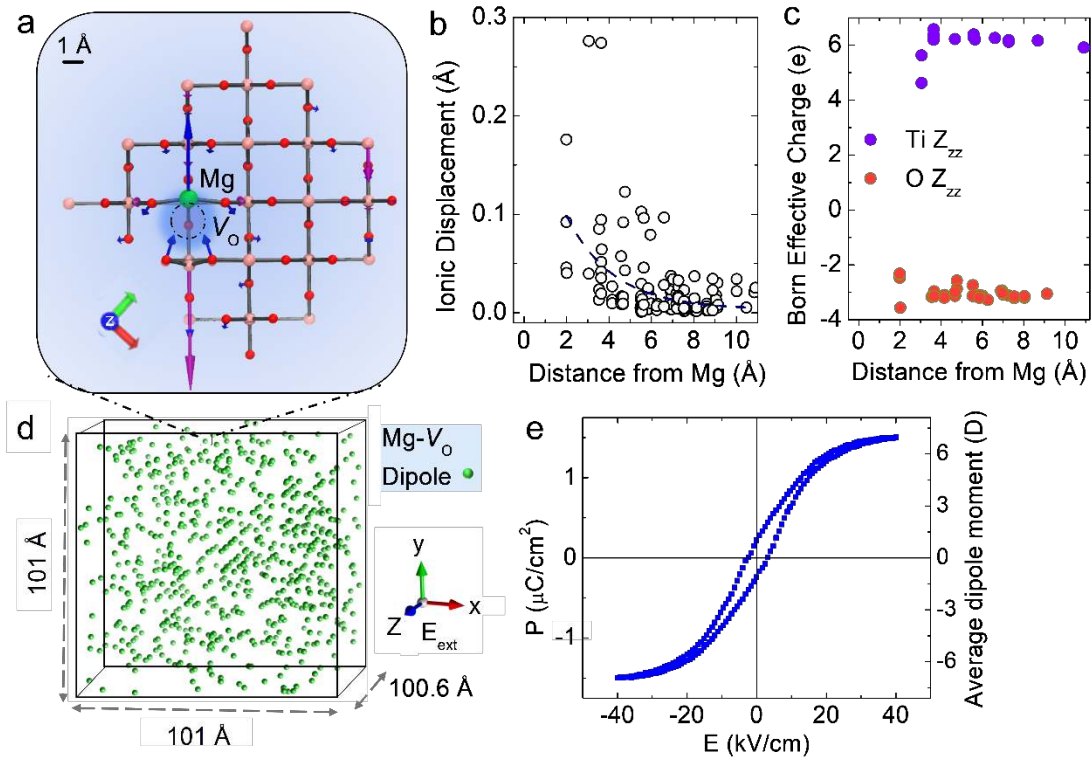 a
1 Å
Mg
V_O
z
b
Ionic Displacement (Å)
0.3
0.2
0.1
0.0
0 2 4 6 8 10
Distance from Mg (Å)
c
Born Effective Charge (e)
6
4
2
0
-2
-4
Ti Z_zz
O Z_zz
0 2 4 6 8 10
Distance from Mg (Å)
d
Mg-V_O
Dipole
101 Å
101 Å
100.6 Å
y
x
Z
E_ext
e
P (μC/cm²)
1
0
-1
Average dipole moment (D)
6
3
0
-3
-6
-40 -20 0 20 40
E (kV/cm)